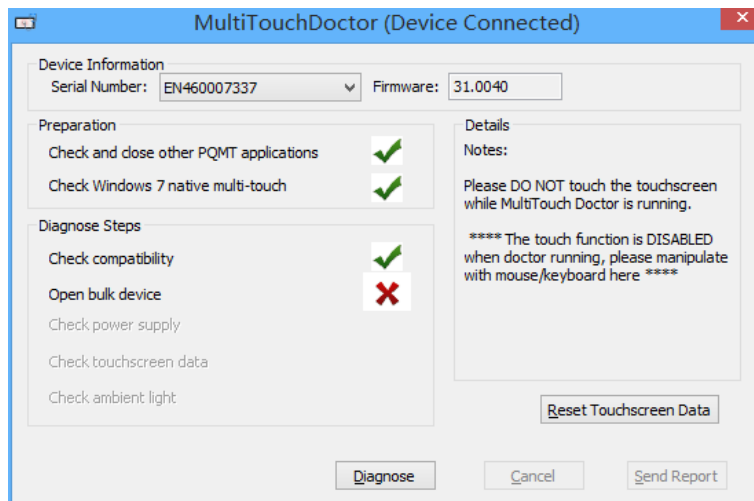 MultiTouchDoctor (Device Connected)
Device Information
Serial Number: EN460007337 Firmware: 31.0040
Preparation
Check and close other PQMT applications
Check Windows 7 native multi-touch
Diagnose Steps
Check compatibility
Open bulk device
Check power supply
Check touchscreen data
Check ambient light
Details
Notes:
Please DO NOT touch the touchscreen
while MultiTouch Doctor is running.
**** The touch function is DISABLED
when doctor running, please manipulate
with mouse/keyboard here ****
Reset Touchscreen Data
Diagnose Cancel Send Report